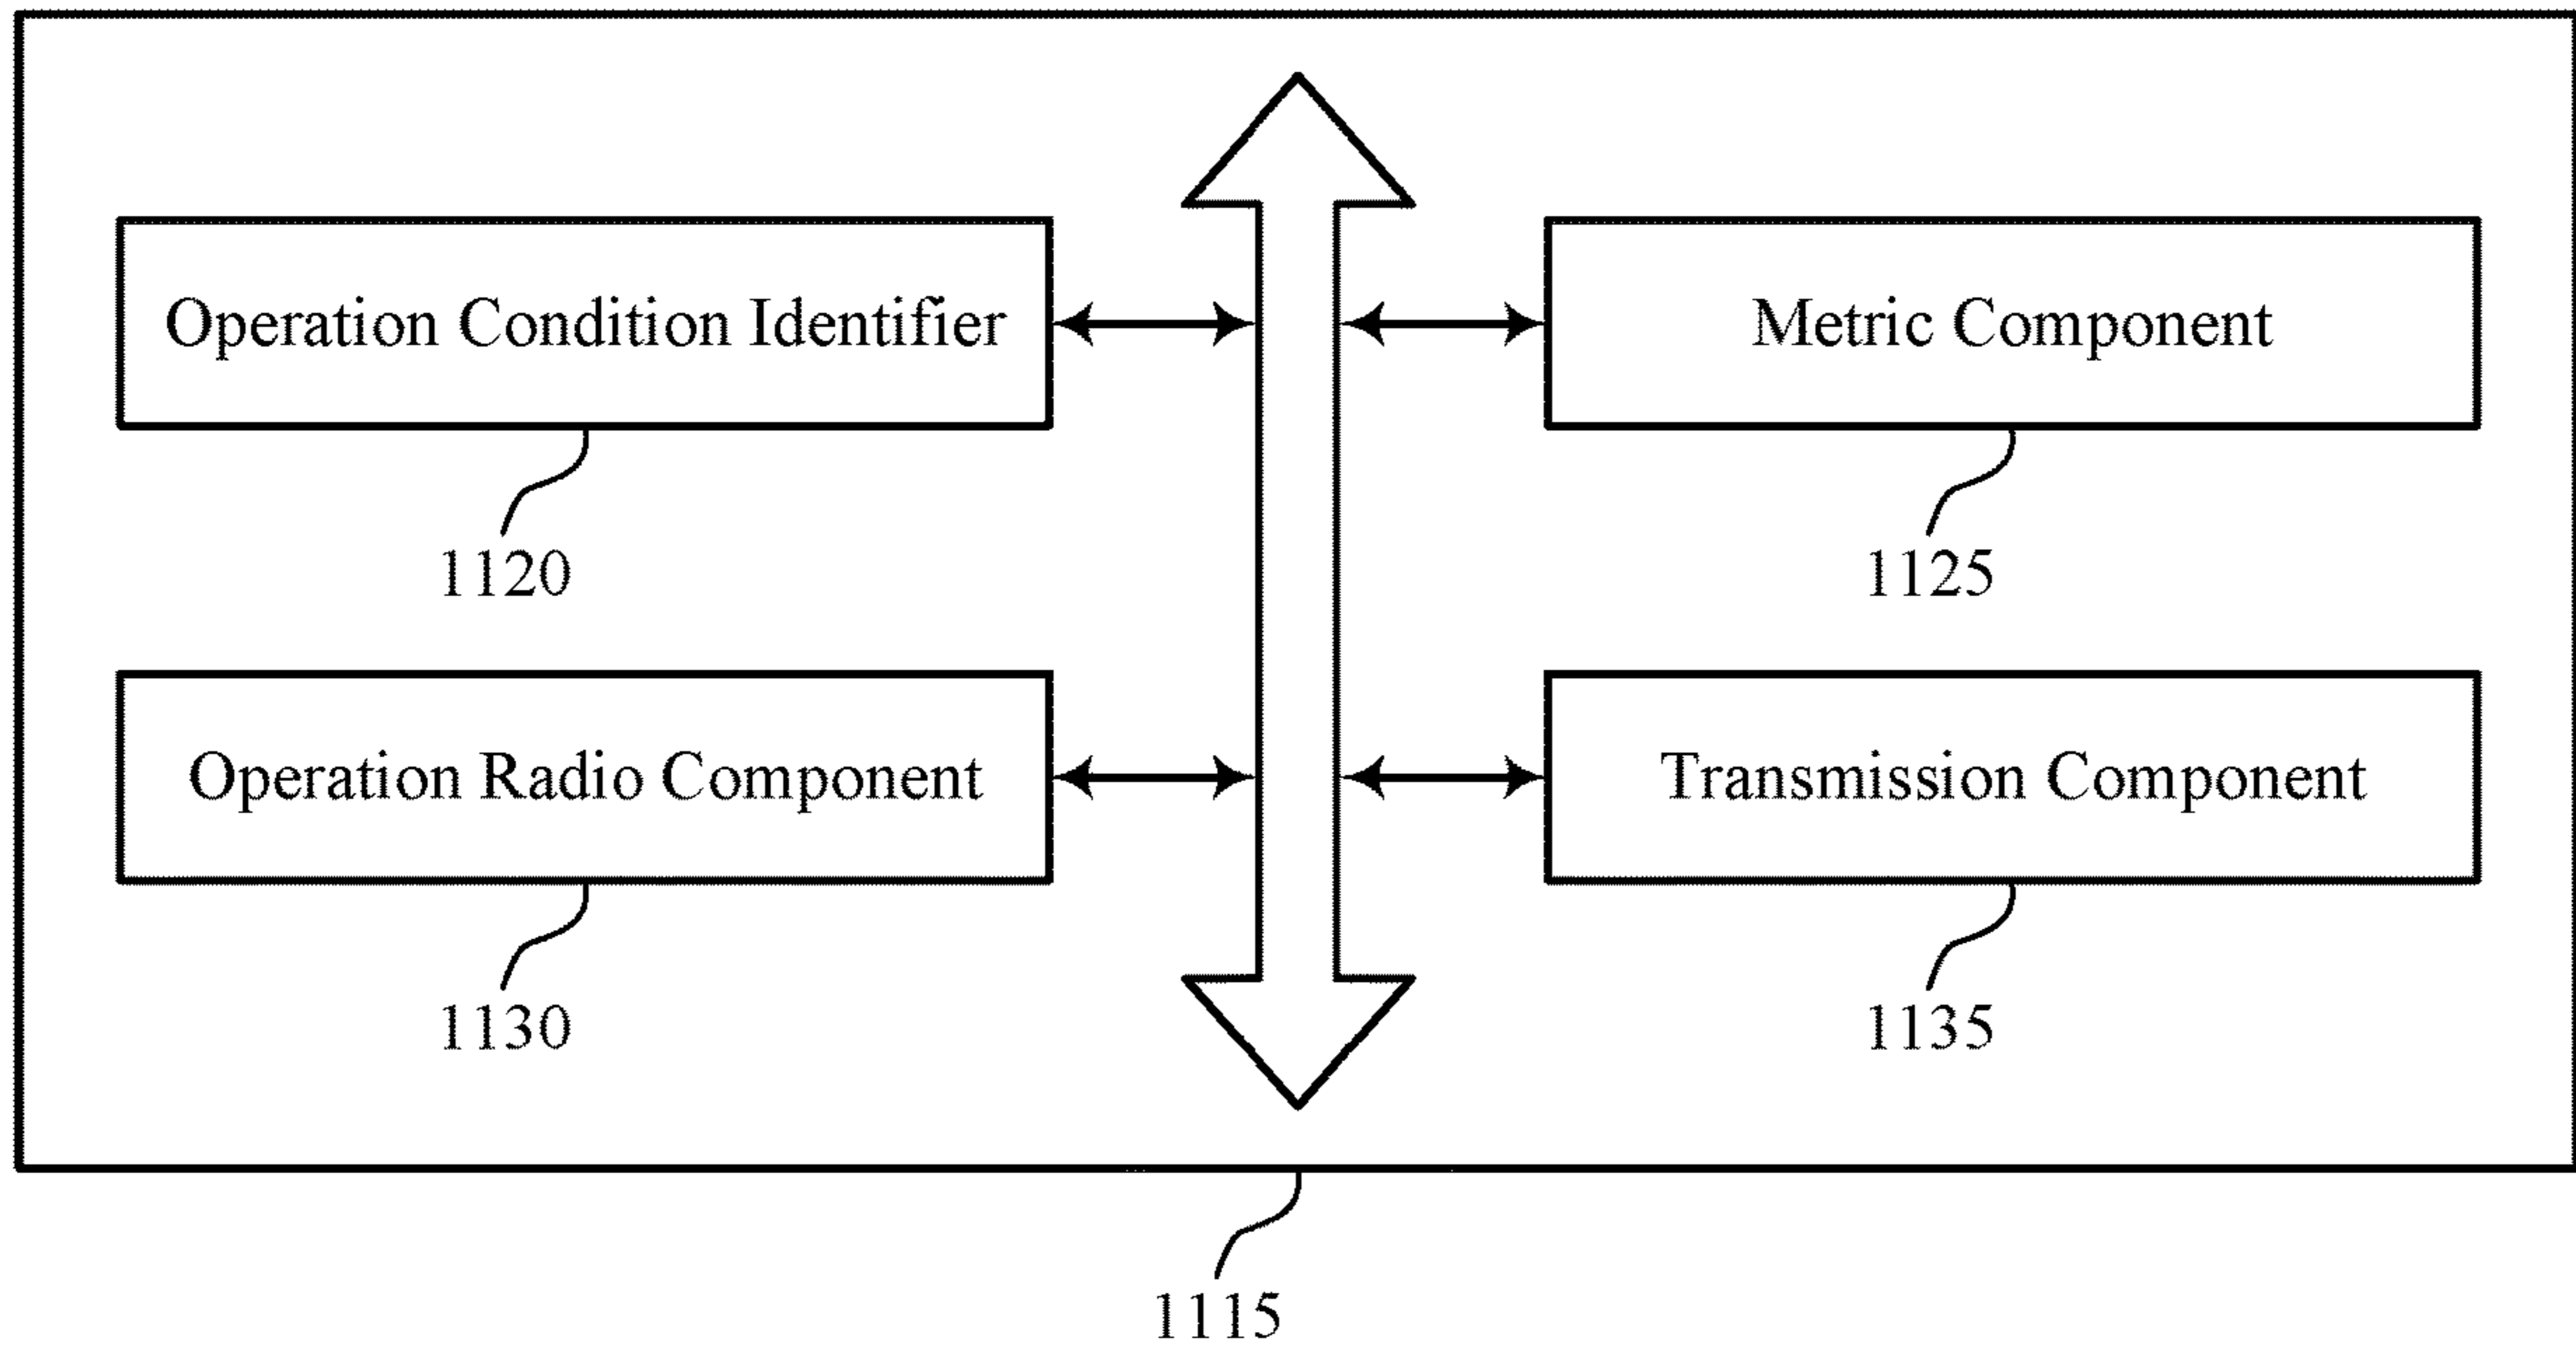 Operation Condition Identifier
Metric Component
1120
1125
Operation Radio Component
Transmission Component
1130
1135
1115